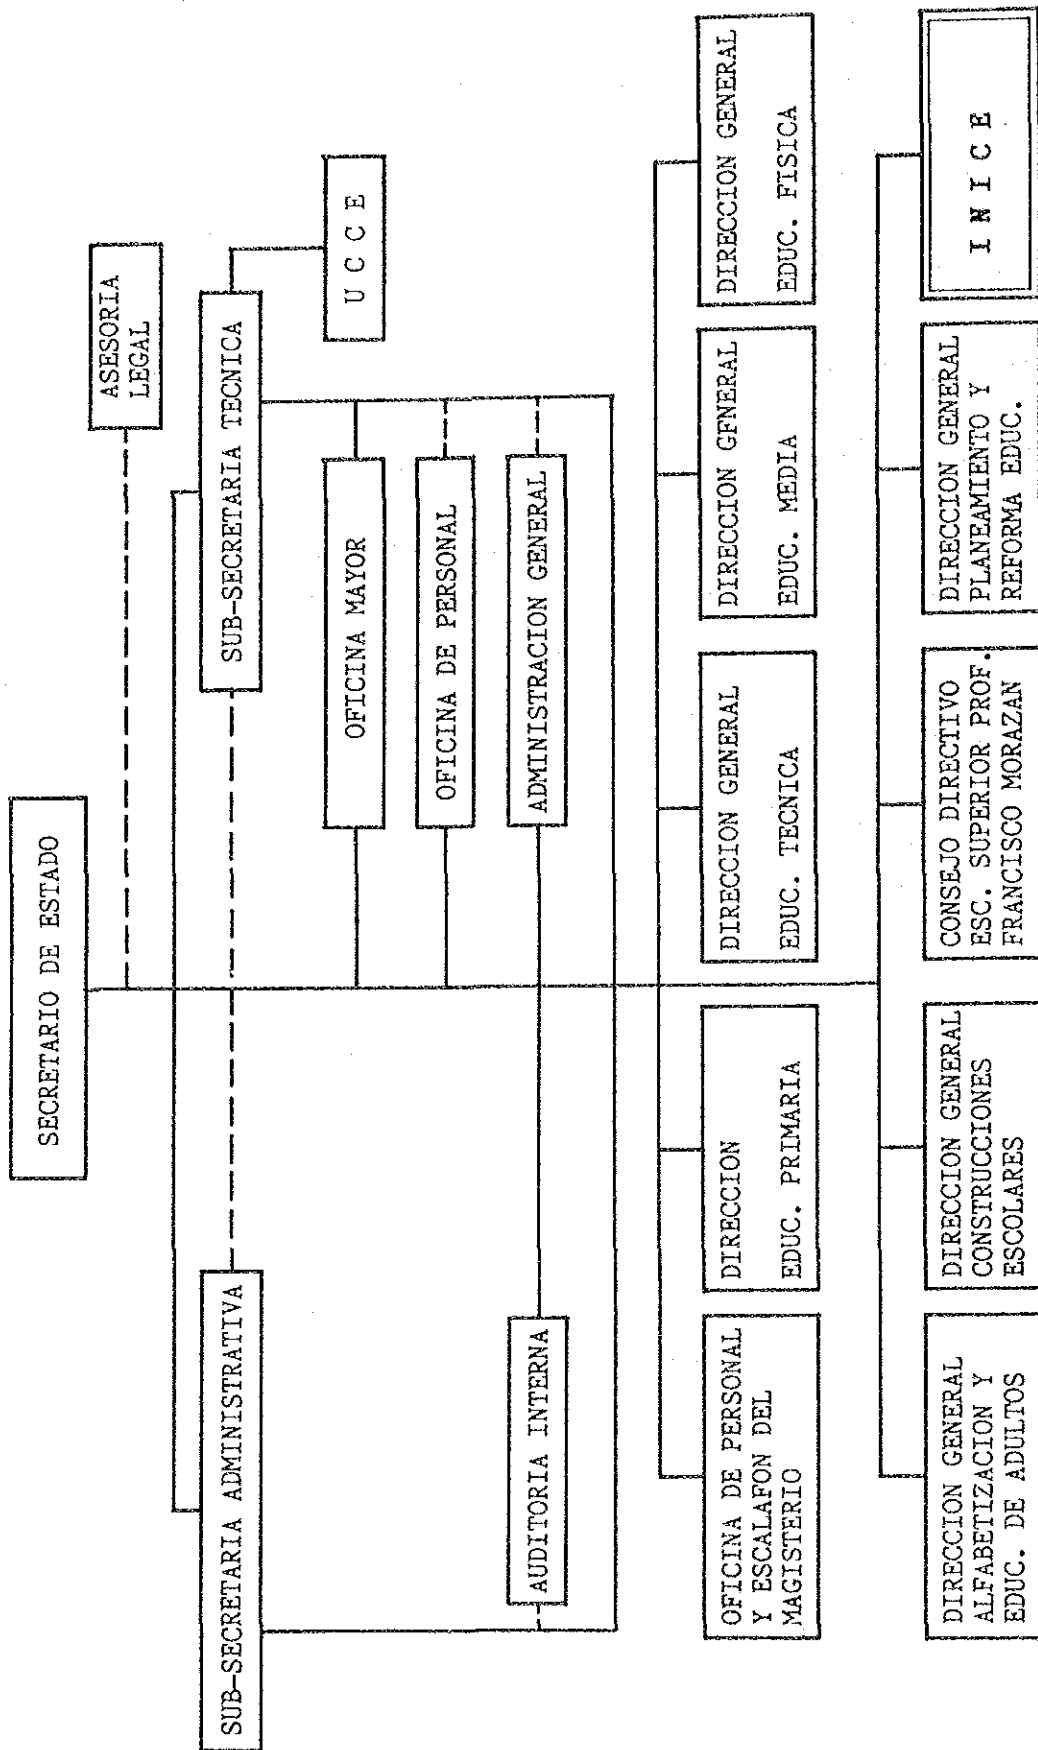 SECRETARIO DE ESTADO
ASESORIA
LEGAL
SUB-SECRETARIA ADMINISTRATIVA
SUB-SECRETARIA TECNICA
U C C E
OFICINA MAYOR
OFICINA DE PERSONAL
AUDITORIA INTERNA
ADMINISTRACION GENERAL
OFICINA DE PERSONAL
Y ESCALAFON DEL
MAGISTERIO
DIRECCION
EDUC. PRIMARIA
DIRECCION GENERAL
EDUC. TECNICA
DIRECCION GFNERAL
EDUC. MEDIA
DIRECCION GENERAL
EDUC. FISICA
DIRECCION GENERAL
ALFABETIZACION Y
EDUC. DE ADULTOS
DIRECCION GENERAL
CONSTRUCCIONES
ESCOLARES
CONSEJO DIRECTIVO
ESC. SUPERIOR PROF.
FRANCISCO MORAZAN
DIRECCION GENERAL
PLANEAMIENTO Y
REFORMA EDUC.
I N I C E